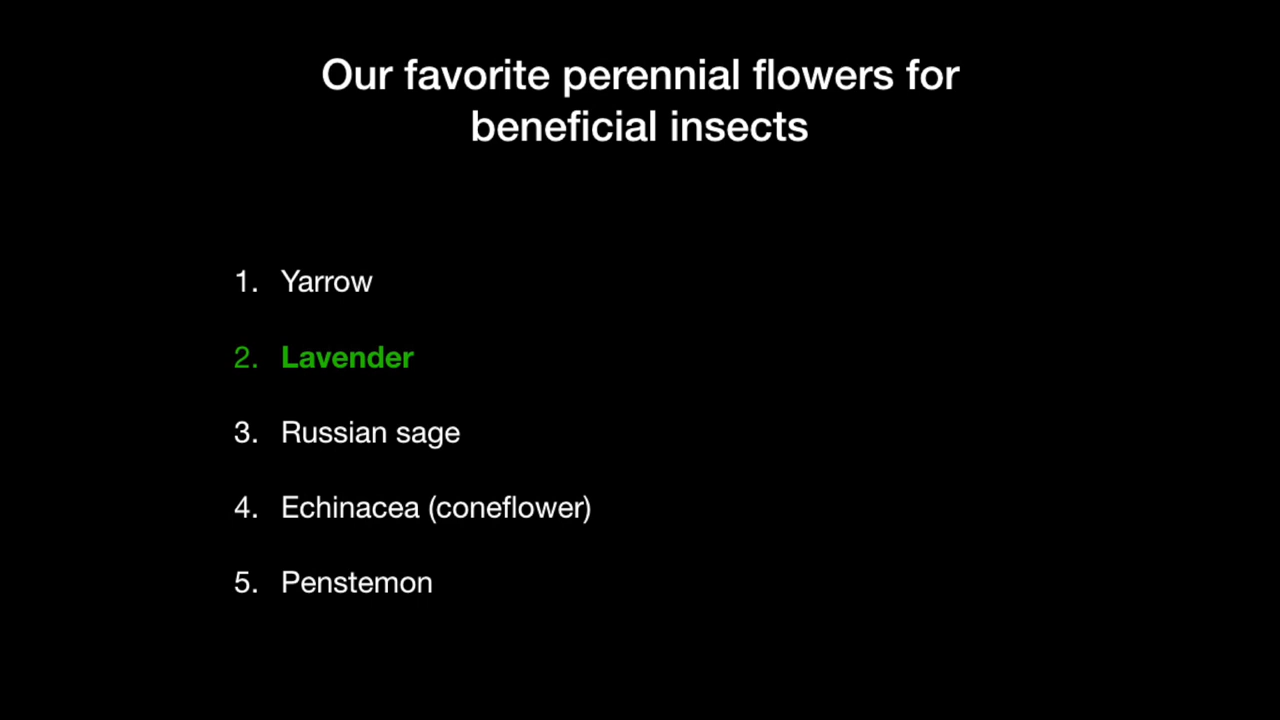 Our favorite perennial flowers for
beneficial insects
1. Yarrow
2. Lavender
3. Russian sage
4. Echinacea (coneflower)
5. Penstemon